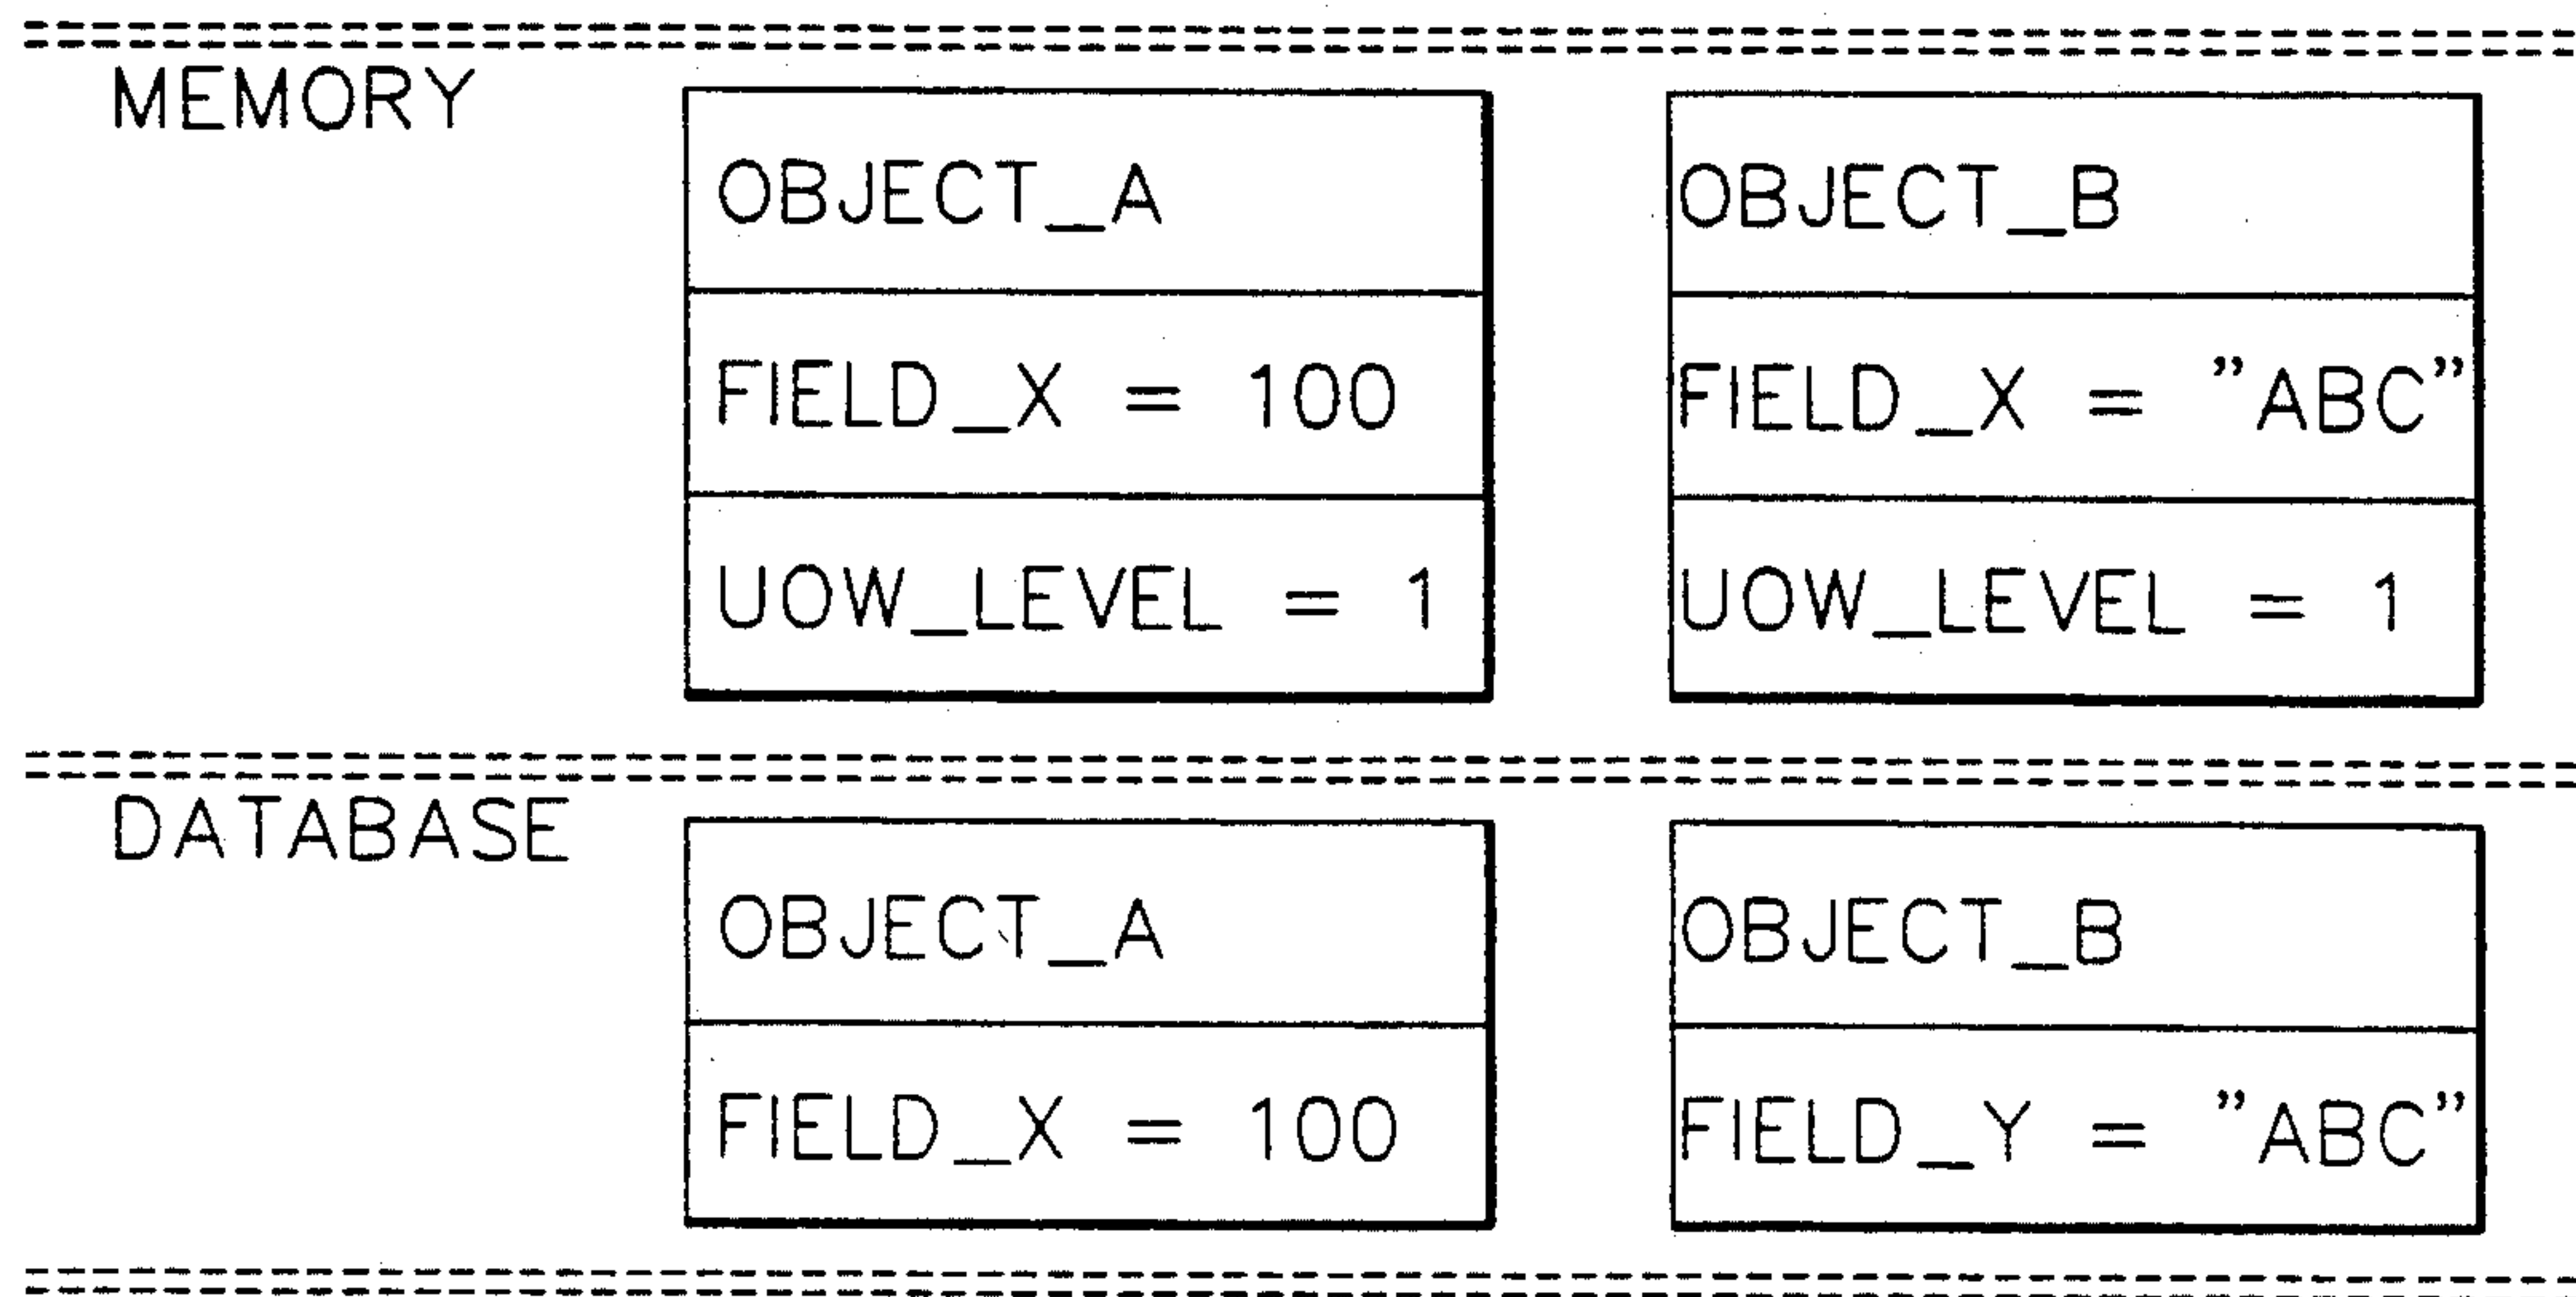 MEMORY
OBJECT_A
FIELD_X = 100
UOW_LEVEL = 1
OBJECT_B
FIELD_X = ”ABC”
UOW_LEVEL = 1
DATABASE
OBJECT_A
FIELD_X = 100
OBJECT_B
FIELD_Y = ”ABC”